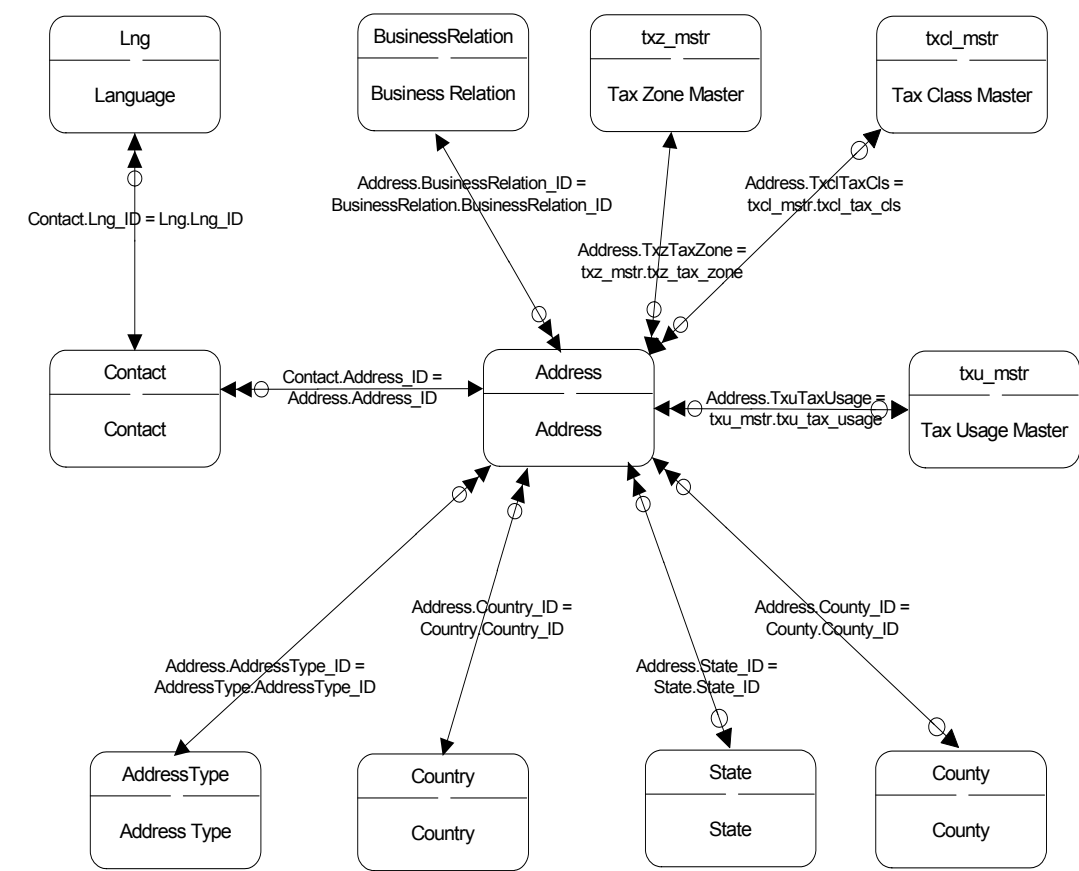 Lng
Language
BusinessRelation
Business Relation
txz_mstr
Tax Zone Master
txcl_mstr
Tax Class Master
Contact.Lng_ID = Lng.Lng_ID
Address.BusinessRelation_ID =
BusinessRelation.BusinessRelation_ID
Address.TxzTaxZone =
txz_mstr.txz_tax_zone
Address.TxclTaxCls =
txcl_mstr.txcl_tax_cls
Contact
Contact
Contact.Address_ID =
Address.Address_ID
Address
Address
Address.TxuTaxUsage =
txu_mstr.txu_tax_usage
txu_mstr
Tax Usage Master
Address.AddressType_ID =
AddressType.AddressType_ID
Address.Country_ID =
Country.Country_ID
Address.State_ID =
State.State_ID
Address.County_ID =
County.County_ID
AddressType
Address Type
Country
Country
State
State
County
County